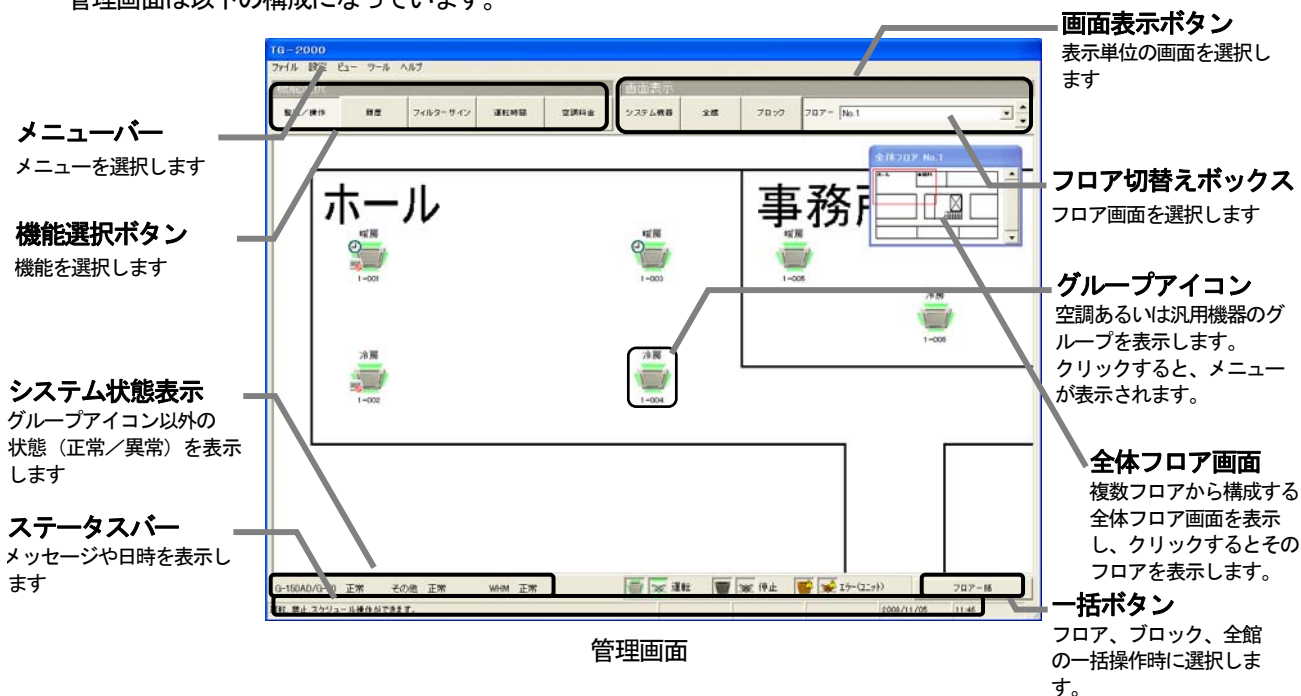 管理画面は以下の構成になっています。
画面表示ボタン
表示単位の画面を選択し
ます
TG-2000
ファイル 設定 ビュー ツール ヘルプ
画面表示
履歴 フィルターサイン 運転時間 空調料金
システム機器 全館 ブロック フロアー No.1
メニューバー
メニューを選択します
全体フロア No.1
フロア切替えボックス
フロア画面を選択します
機能選択ボタン
機能を選択します
ホール
事務所
暖房
1-001
暖房
1-003
暖房
1-005
グループアイコン
空調あるいは汎用機器のグ
ループを表示します。
クリックすると、メニュー
が表示されます。
冷房
1-006
冷房
1-002
冷房
1-004
システム状態表示
グループアイコン以外の
状態（正常／異常）を表示
します
全体フロア画面
複数フロアから構成する
全体フロア画面を表示
し、クリックするとその
フロアを表示します。
ステータスバー
メッセージや日時を表示し
ます
正常 その他 正常 WHM 正常
運転 停止 エラー(ユニット) フロアー括
禁止,スケジュール操作ができます。
2008/11/05 11:46
一括ボタン
フロア、ブロック、全館
の一括操作時に選択しま
す。
管理画面